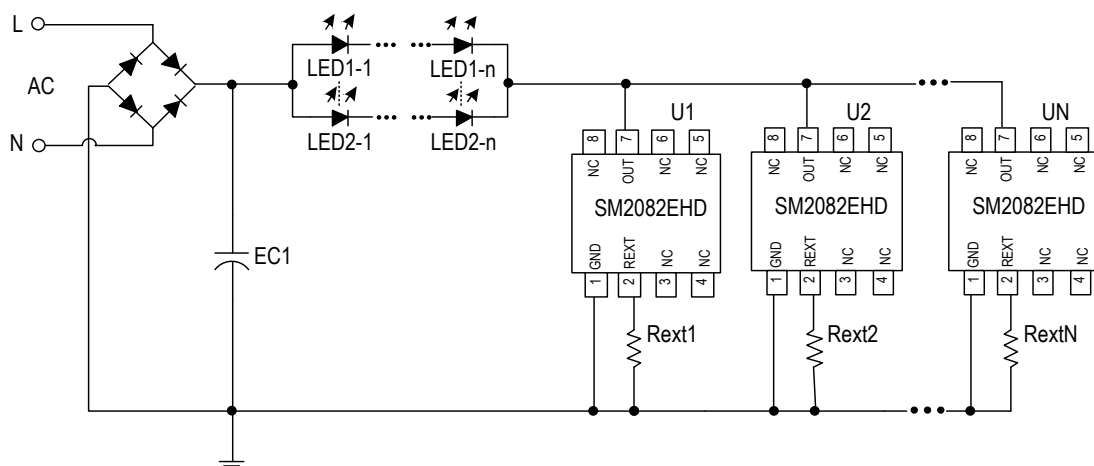 L
AC
N
LED1-1
LED1-n
LED2-1
LED2-n
EC1
U1
8
7
6
5
NC
OUT
NC
NC
SM2082EHD
GND
REXT
NC
NC
1
2
3
4
Rext1
U2
8
7
6
5
NC
OUT
NC
NC
SM2082EHD
GND
REXT
NC
NC
1
2
3
4
Rext2
UN
8
7
6
5
NC
OUT
NC
NC
SM2082EHD
GND
REXT
NC
NC
1
2
3
4
RextN